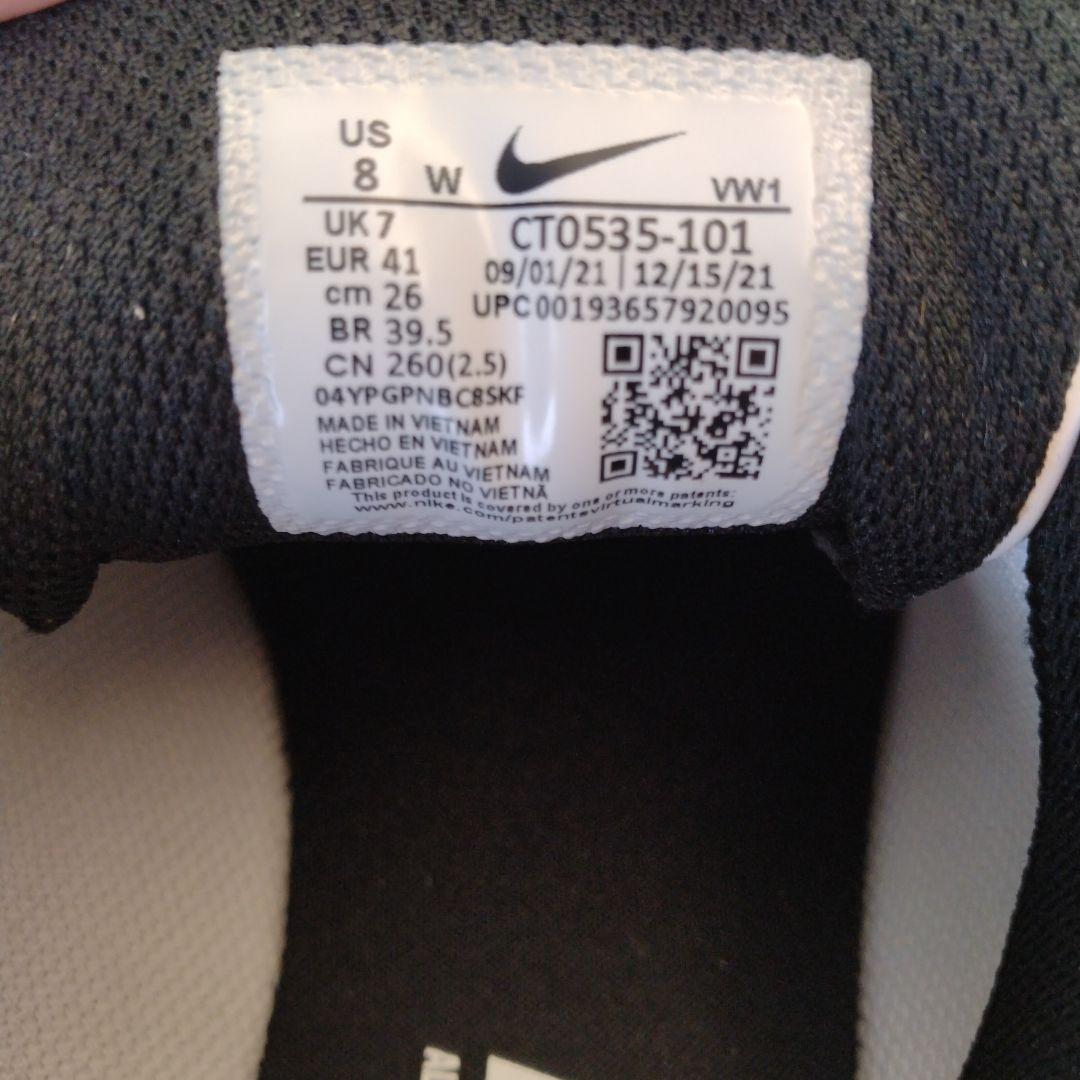 US
8 W VW1
UK 7
EUR 41
cm 26
BR 39.5
CN 260(2.5)
CT0535-101
09/01/21 | 12/15/21
UPC 00193657920095
04YPGPNBC8SKF
MADE IN VIETNAM
HECHO EN VIETNAM
FABRIQUE AU VIETNAM
FABRICADO NO VIETNÃ
This product is covered by one or more patents:
www.nike.com/patentsvirtualmarking